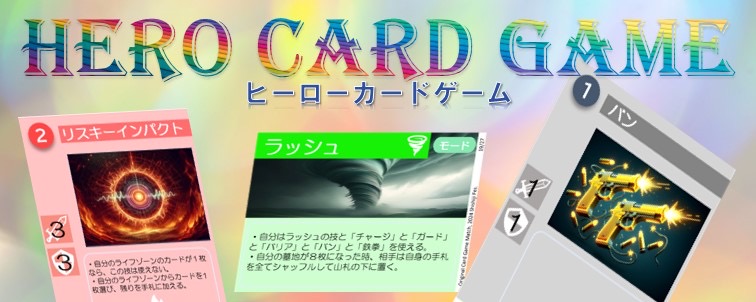 HERO CARD GAME
ヒーローカードゲーム
2 リスキーインパクト
3
3
・自分のライフゾーンのカードが1枚
なら、この技は使えない。
・自分のライフゾーンからカードを1
枚選び、残りを手札に加える。
ラッシュ
モード
・自分はラッシュの技と「チャージ」と「ガード」
と「バリア」と「バン」と「鉄拳」を使える。
・自分の墓地が8枚になった時、相手は自身の手札
を全てシャッフルして山札の下に置く。
1 バン
1
1